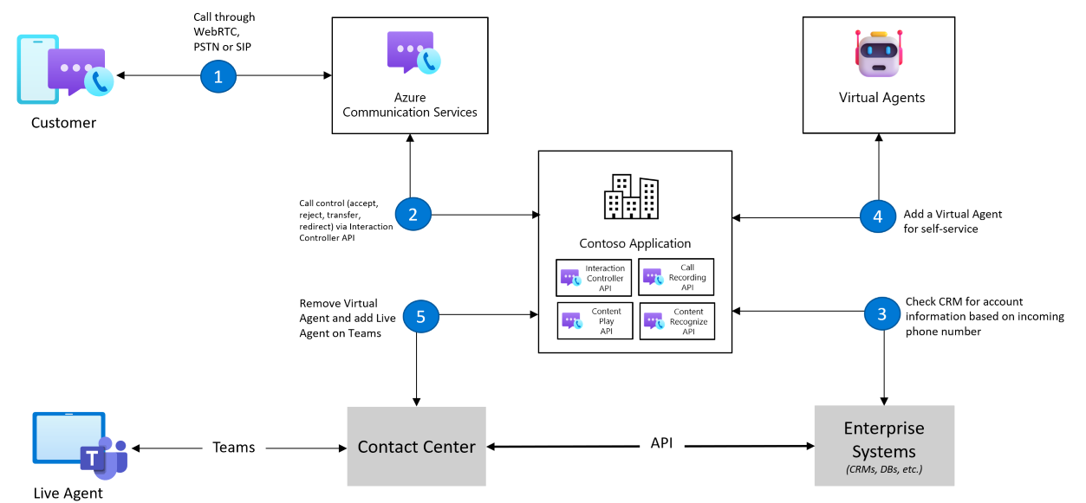 Call through
WebRTC,
PSTN or SIP
1
Customer
Azure
Communication Services
Virtual Agents
Call control (accept,
reject, transfer,
redirect) via Interaction
Controller API
2
Contoso Application
Interaction
Controller
API
Call
Recording
API
Content
Play
API
Content
Recognize
API
4
Add a Virtual Agent
for self-service
Remove Virtual
Agent and add Live
Agent on Teams
5
3
Check CRM for account
information based on incoming
phone number
T
Live Agent
Teams
Contact Center
API
Enterprise
Systems
(CRMs, DBs, etc.)